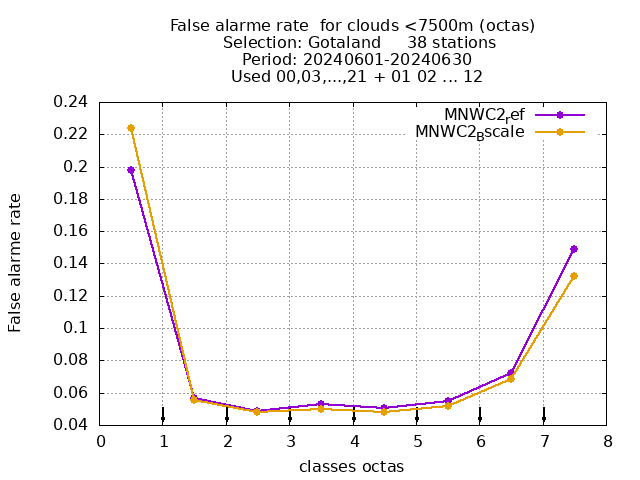 False alarme rate  for clouds <7500m (octas)
Selection: Gotaland     38 stations
Period: 20240601-20240630
Used 00,03,...,21 + 01 02 ... 12
MNWC2ref
MNWC2Bscale
0.24
0.22
0.2
0.18
0.16
0.14
0.12
0.1
0.08
0.06
0.04
False alarme rate
0 1 2 3 4 5 6 7 8
classes octas